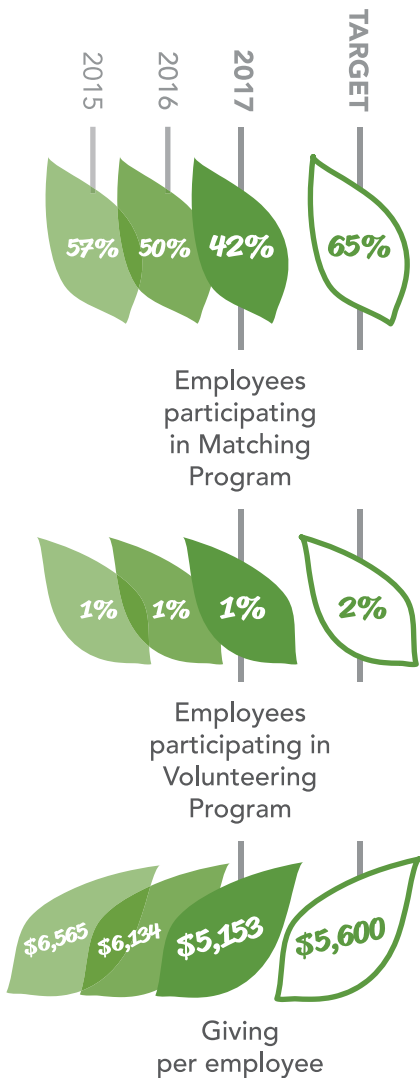 2015
2016
2017
TARGET
57%
50%
42%
65%
Employees
participating
in Matching
Program
1%
1%
1%
2%
Employees
participating in
Volunteering
Program
$6,565
$6,134
$5,153
$5,600
Giving
per employee